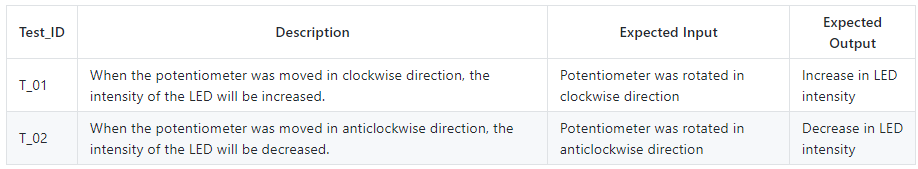 Test_ID Description Expected Input Expected
Output
T_01 When the potentiometer was moved in clockwise direction, the
intensity of the LED will be increased.
Potentiometer was rotated in
clockwise direction
Increase in LED
intensity
T_02 When the potentiometer was moved in anticlockwise direction, the
intensity of the LED will be decreased.
Potentiometer was rotated in
anticlockwise direction
Decrease in LED
intensity